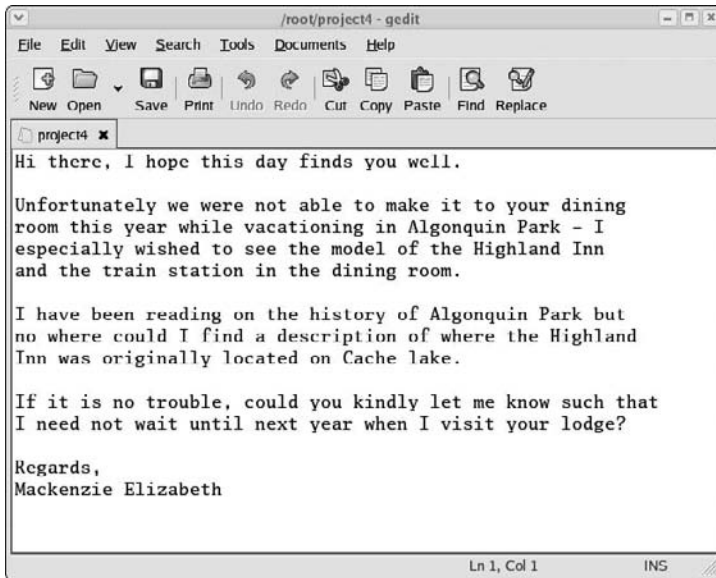 /root/project4 - gedit
File Edit View Search Tools Documents Help
New Open Save Print Undo Redo Cut Copy Paste Find Replace
project4
Hi there, I hope this day finds you well.
Unfortunately we were not able to make it to your dining
room this year while vacationing in Algonquin Park - I
especially wished to see the model of the Highland Inn
and the train station in the dining room.
I have been reading on the history of Algonquin Park but
no where could I find a description of where the Highland
Inn was originally located on Cache lake.
If it is no trouble, could you kindly let me know such that
I need not wait until next year when I visit your lodge?
Regards,
Mackenzie Elizabeth
Ln 1, Col 1 INS